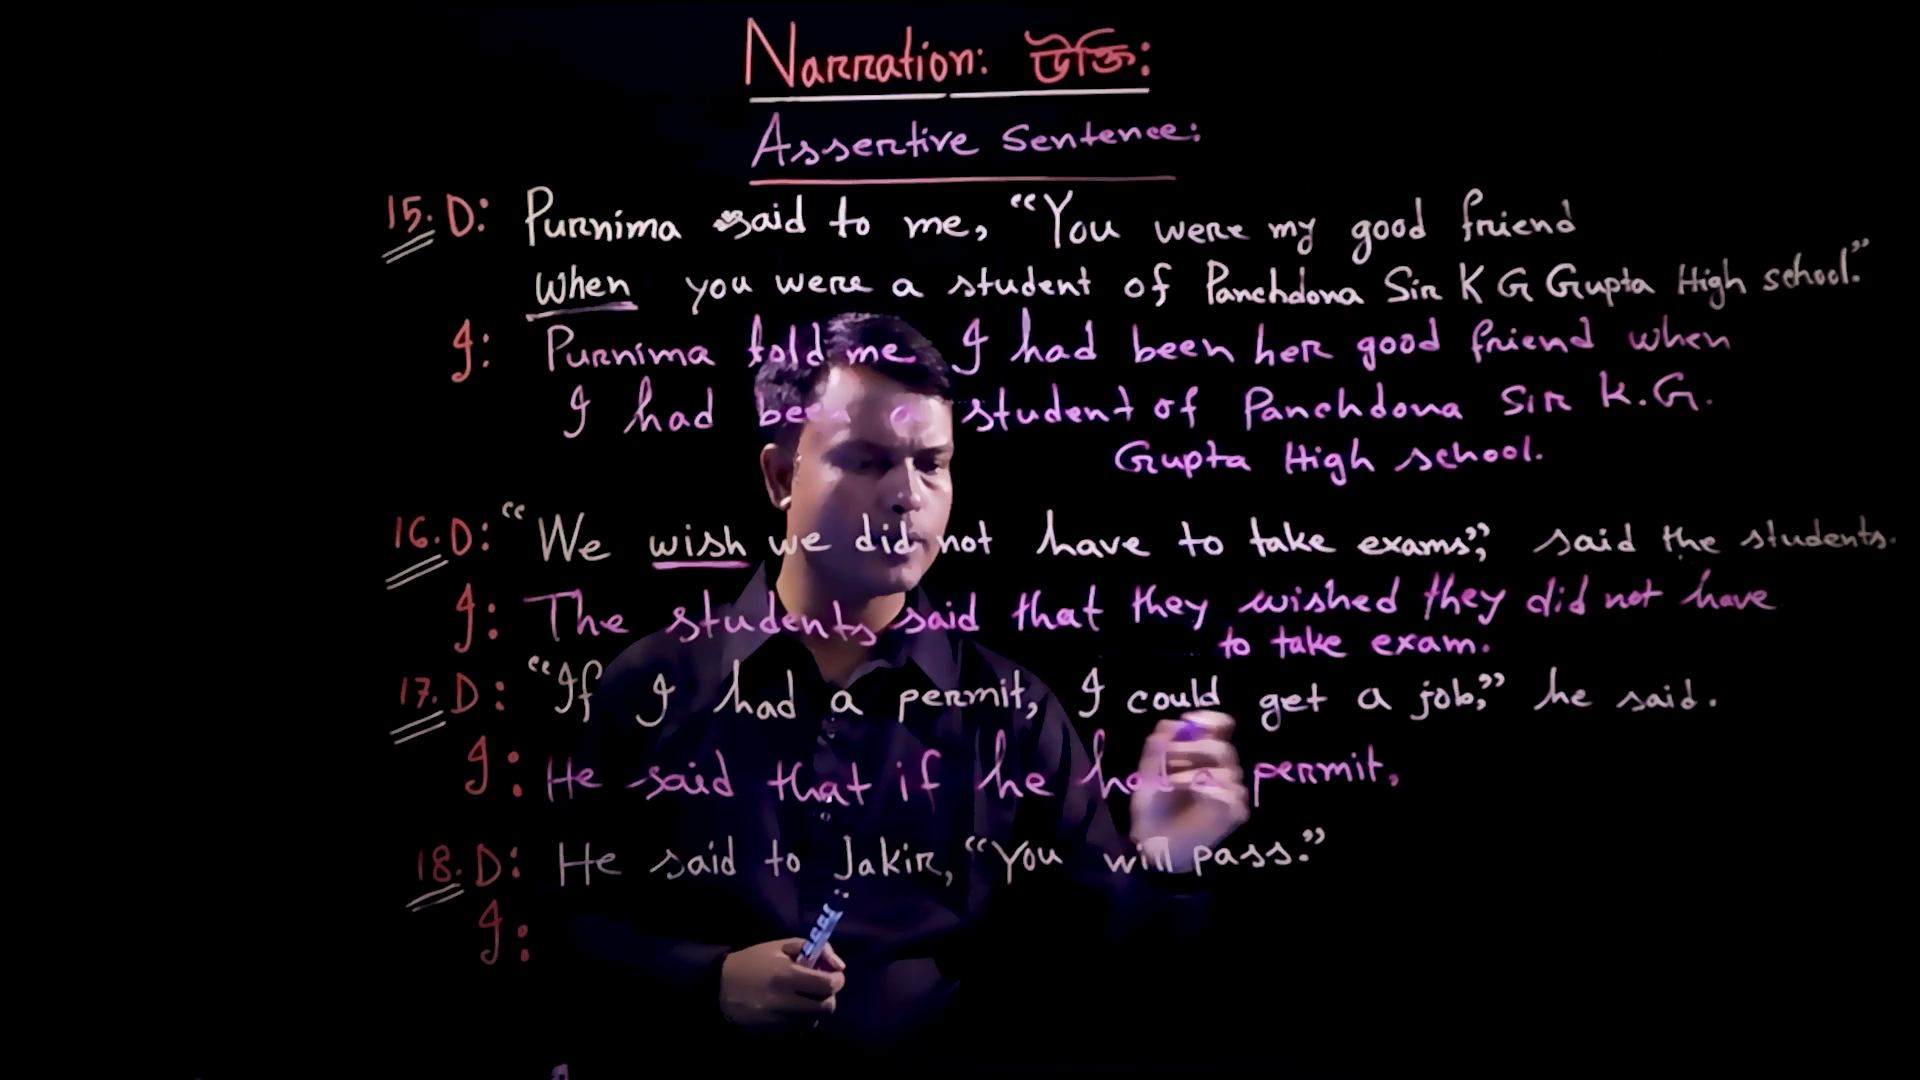 Narration: উক্তি:
Assertive Sentence:
15. D: Purnima said to me, "You were my good friend
when you were a student of Panchdona Sir K G Gupta High school."
I: Purnima told me I had been her good friend when
I had been a student of Panchdona Sir K.G.
Gupta High school.
16. D: "We wish we did not have to take exams", said the students.
I: The students said that they wished they did not have
to take exam.
17. D: "If I had a permit, I could get a job," he said.
I: He said that if he had a permit,
18. D: He said to Jakir, "You will pass."
I: